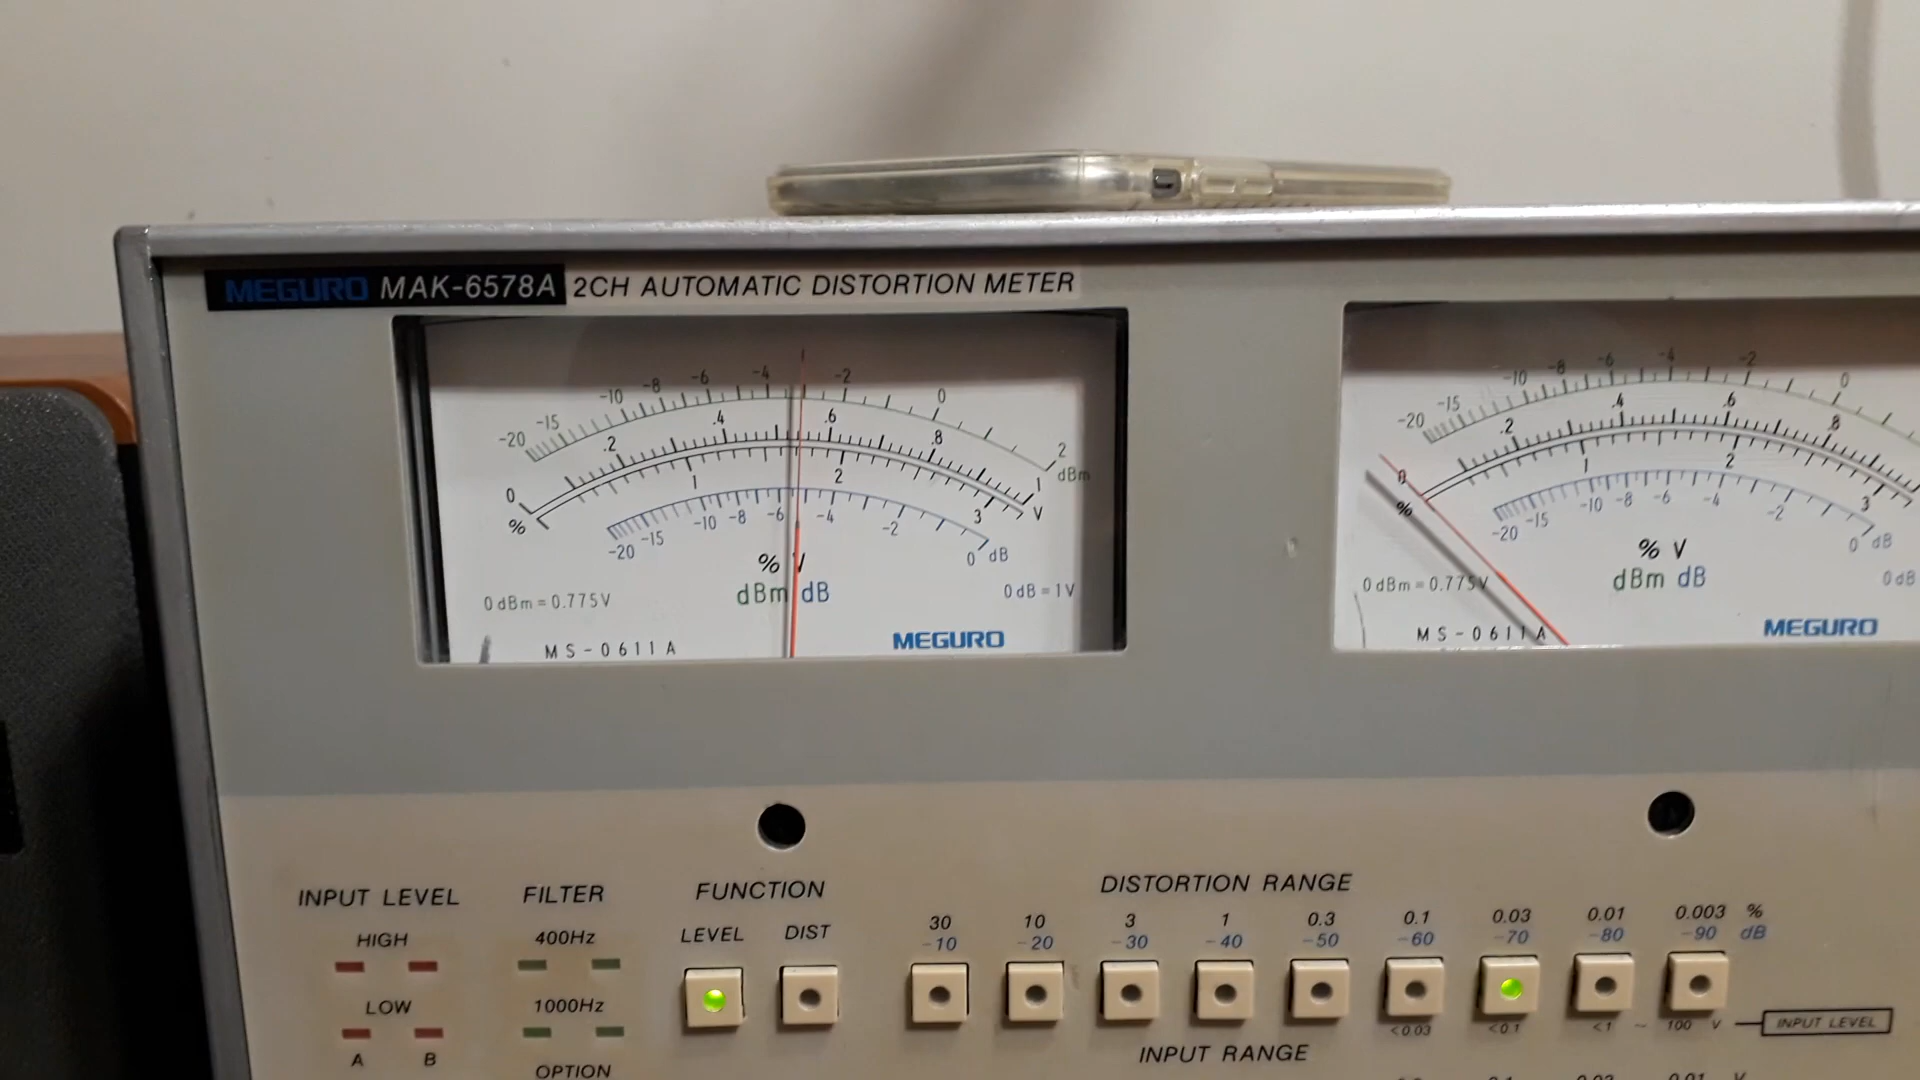 MEGURO MAK-6578A 2CH AUTOMATIC DISTORTION METER
-20 -15 -10 -8 -6 -4 -2 0 2 dBm
0 .2 .4 .6 .8 1
% 1 2 3 V
-20 -15 -10 -8 -6 -4 -2 0 dB
% V
dBm dB
0 dBm = 0.775V
0 dB = 1V
MS-0611A
MEGURO
-20 -15 -10 -8 -6 -4 -2 0
0 .2 .4 .6 .8
% 1 2 3
-20 -15 -10 -8 -6 -4 -2 0 dB
% V
dBm dB
0 dBm = 0.775V
0 dB
MS-0611A
MEGURO
INPUT LEVEL
HIGH
LOW
A B
FILTER
400Hz
1000Hz
OPTION
FUNCTION
LEVEL DIST
DISTORTION RANGE
30 10 3 1 0.3 0.1 0.03 0.01 0.003 %
-10 -20 -30 -40 -50 -60 -70 -80 -90 dB
<0.03 <0.1 <1 ~ 100 V INPUT LEVEL
INPUT RANGE